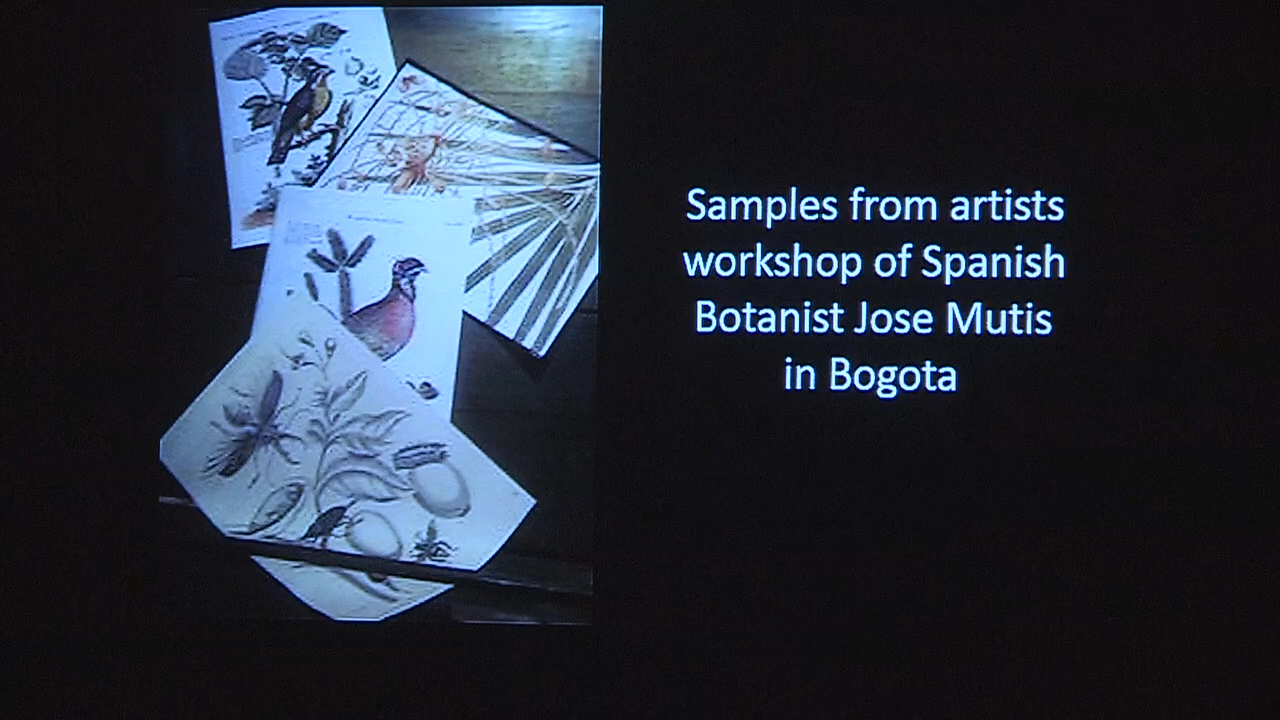 Samples from artists
workshop of Spanish
Botanist Jose Mutis
in Bogota